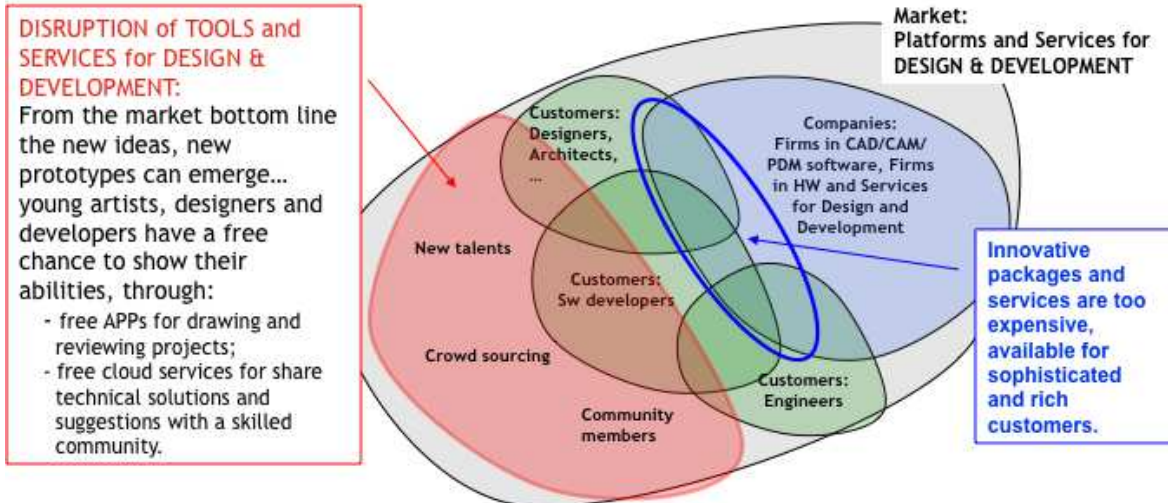 DISRUPTION of TOOLS and
SERVICES for DESIGN &
DEVELOPMENT:
From the market bottom line
the new ideas, new
prototypes can emerge...
young artists, designers and
developers have a free
chance to show their
abilities, through:
- free APPs for drawing and
reviewing projects;
- free cloud services for share
technical solutions and
suggestions with a skilled
community.
Market:
Platforms and Services for
DESIGN & DEVELOPMENT
Customers:
Designers,
Architects,
...
Companies:
Firms in CAD/CAM/
PDM software, Firms
in HW and Services
for Design and
Development
New talents
Customers:
Sw developers
Crowd sourcing
Customers:
Engineers
Community
members
Innovative
packages and
services are too
expensive,
available for
sophisticated
and rich
customers.